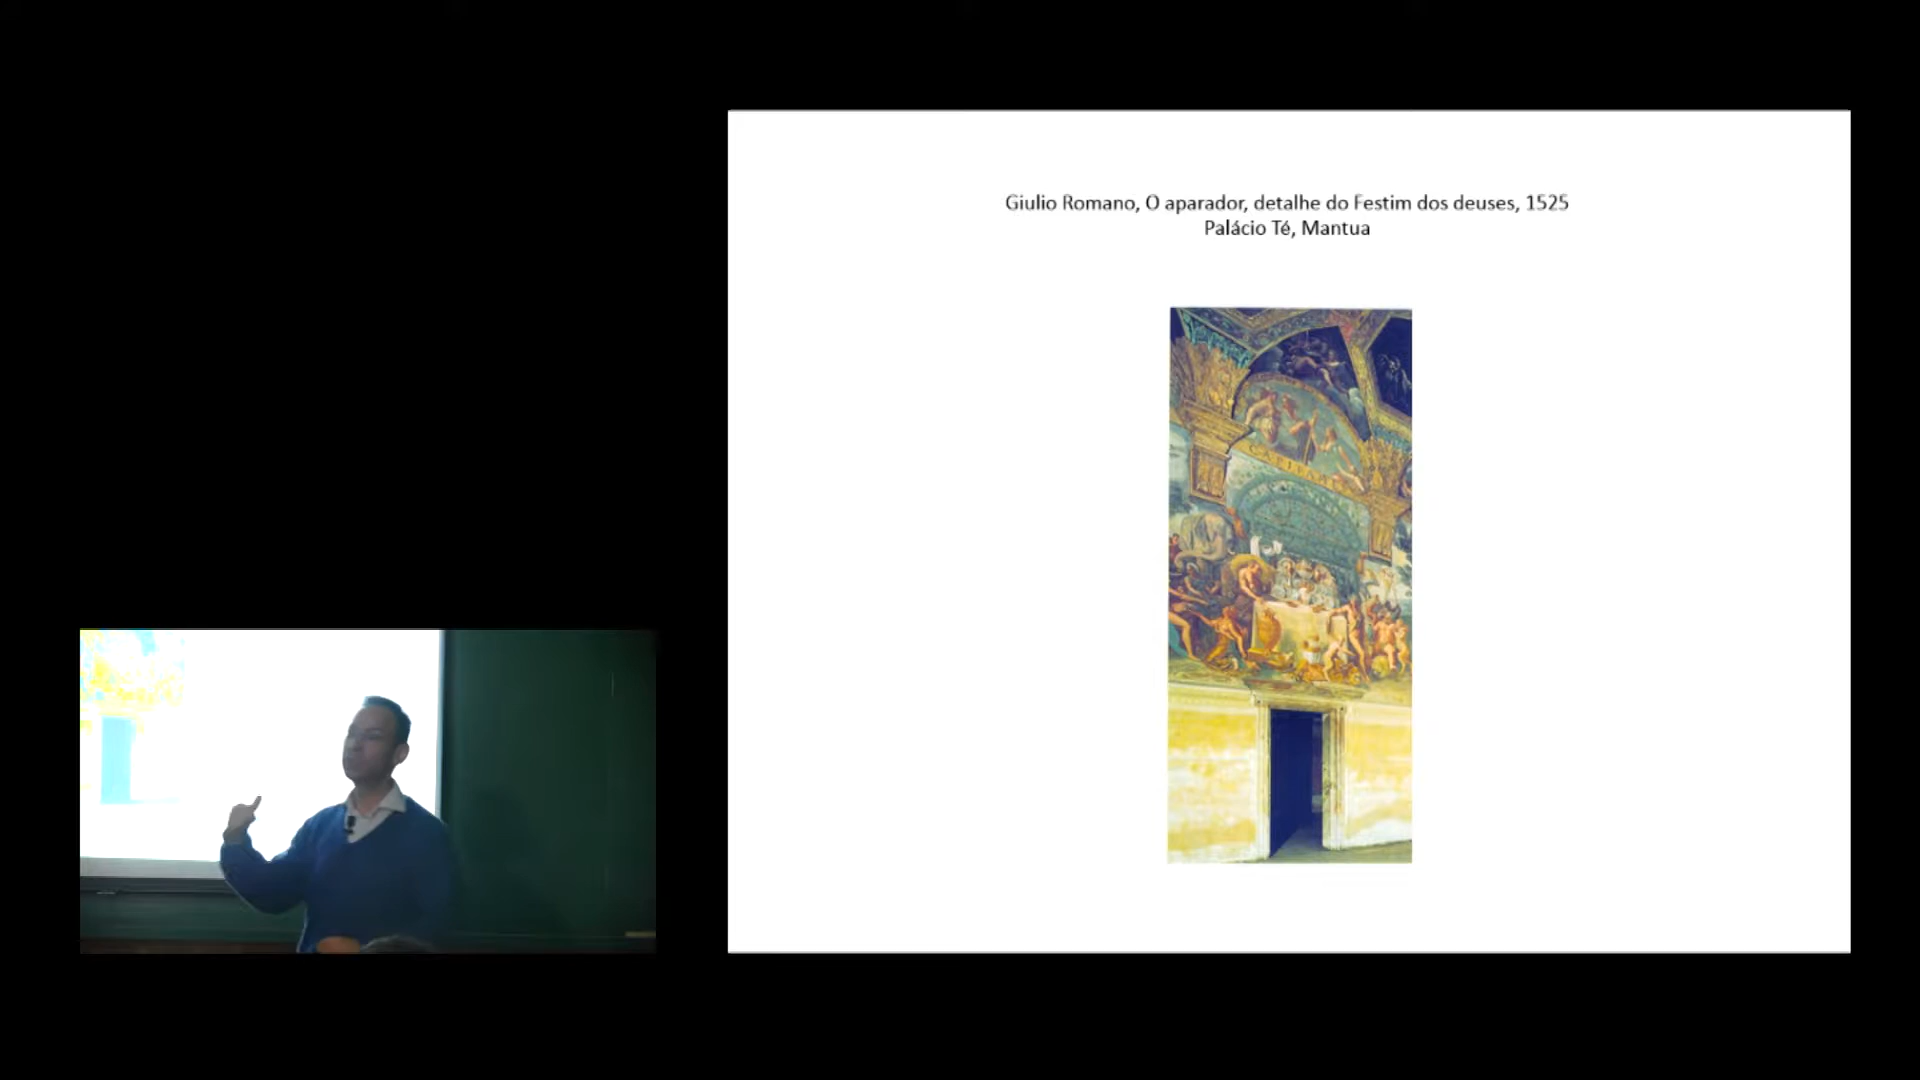 Giulio Romano, O aparador, detalhe do Festim dos deuses, 1525
Palácio Té, Mantua